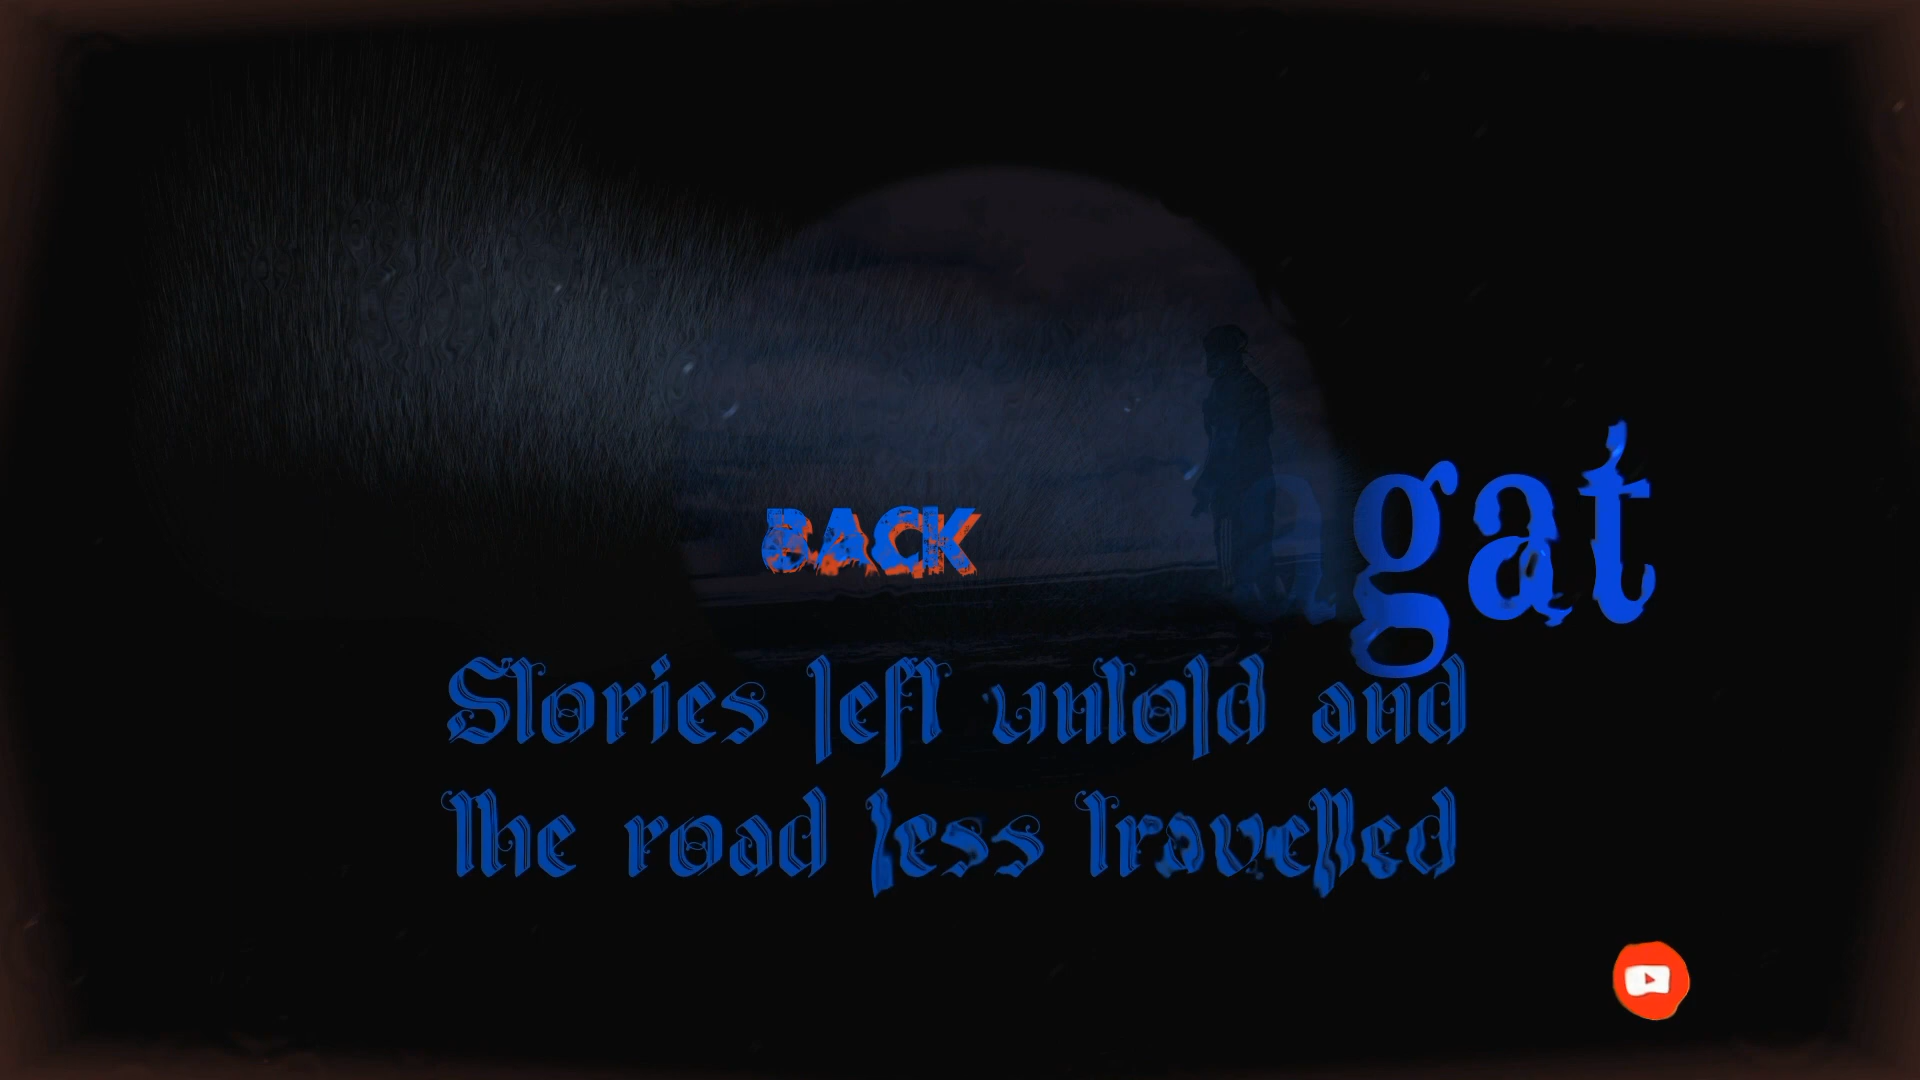 BACK
gat
Stories left untold and
the road less travelled